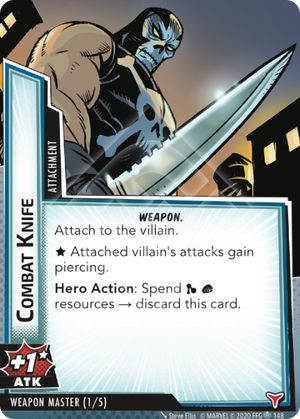 COMBAT KNIFE
ATTACHMENT
WEAPON.
Attach to the villain.
★ Attached villain's attacks gain
piercing.
Hero Action: Spend
resources → discard this card.
+1★
ATK
WEAPON MASTER (1/5)
Steve Ellis © MARVEL © 2020 FFG 148